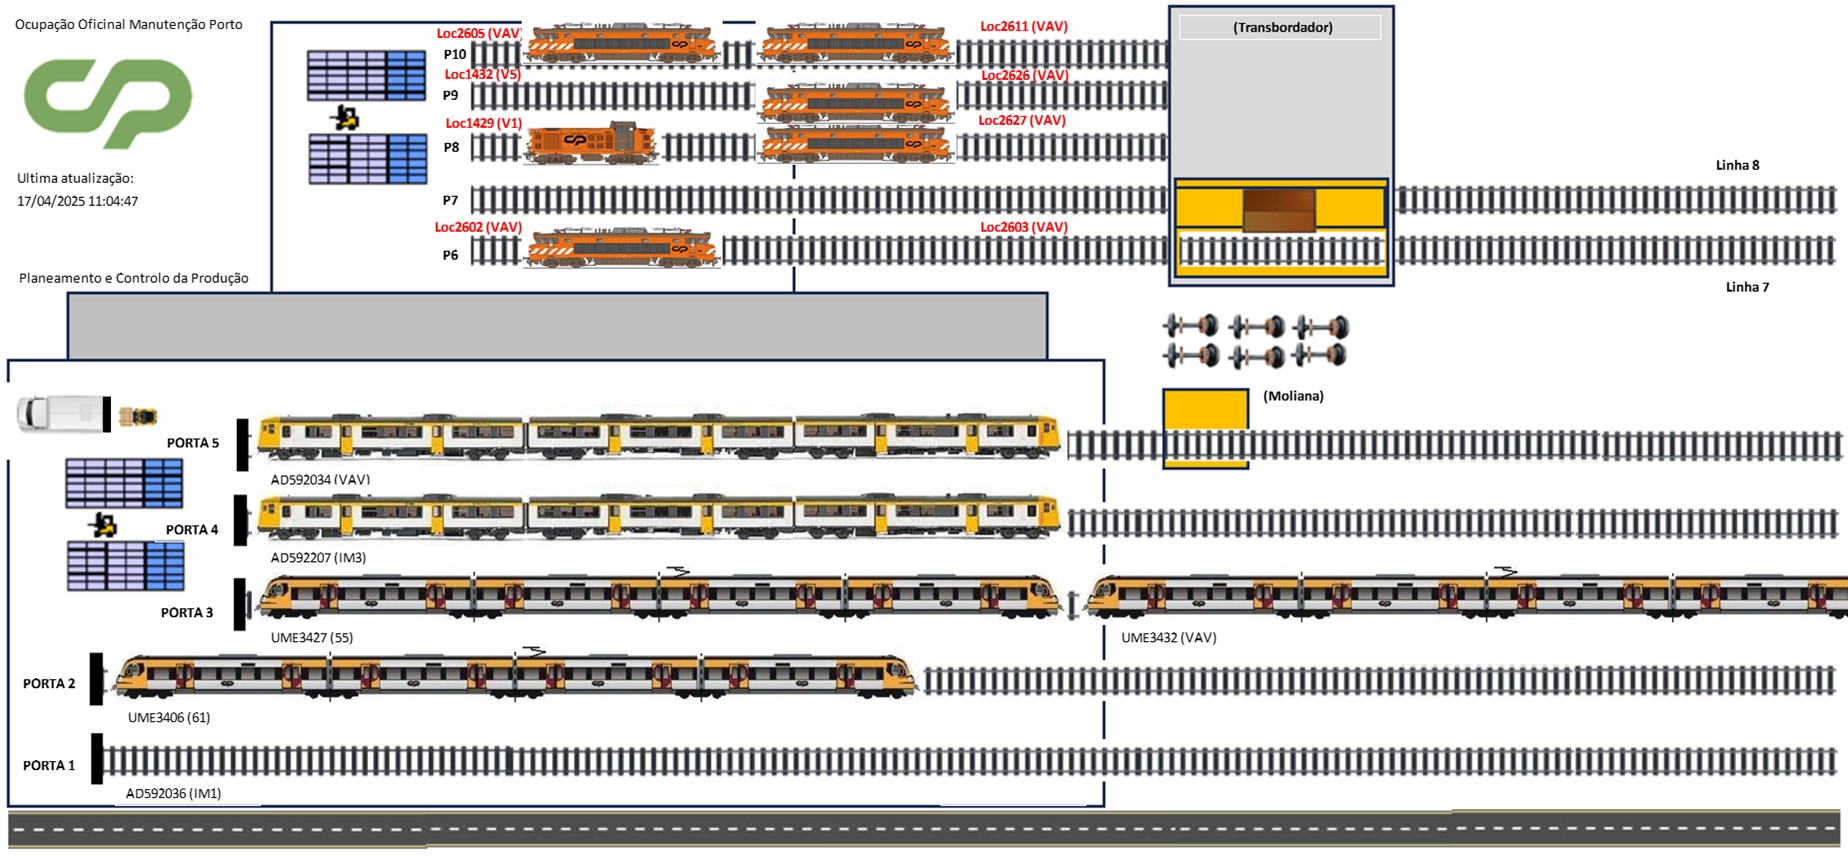 Ocupação Oficinal Manutenção Porto
Ultima atualização:
17/04/2025 11:04:47
Planeamento e Controlo da Produção
Loc2605 (VAV)
Loc2611 (VAV)
P10
Loc1432 (V5)
Loc2626 (VAV)
P9
Loc1429 (V1)
Loc2627 (VAV)
P8
P7
Loc2602 (VAV)
Loc2603 (VAV)
P6
(Transbordador)
Linha 8
Linha 7
(Moliana)
PORTA 5
AD592034 (VAV)
PORTA 4
AD592207 (IM3)
PORTA 3
UME3427 (55)
UME3432 (VAV)
PORTA 2
UME3406 (61)
PORTA 1
AD592036 (IM1)